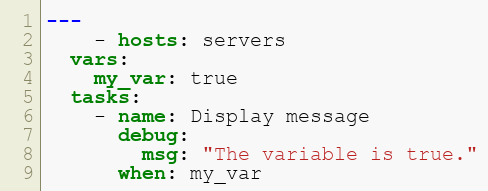 1 ---
2     - hosts: servers
3   vars:
4     my_var: true
5   tasks:
6     - name: Display message
7       debug:
8         msg: "The variable is true."
9       when: my_var